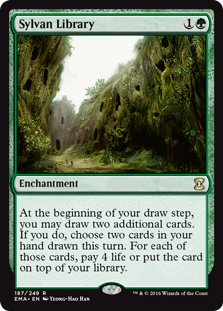 Sylvan Library 1
Enchantment
At the beginning of your draw step,
you may draw two additional cards.
If you do, choose two cards in your
hand drawn this turn. For each of
those cards, pay 4 life or put the card
on top of your library.
187/249 R
EMA • EN Yeong-Hao Han
™ & © 2016 Wizards of the Coast